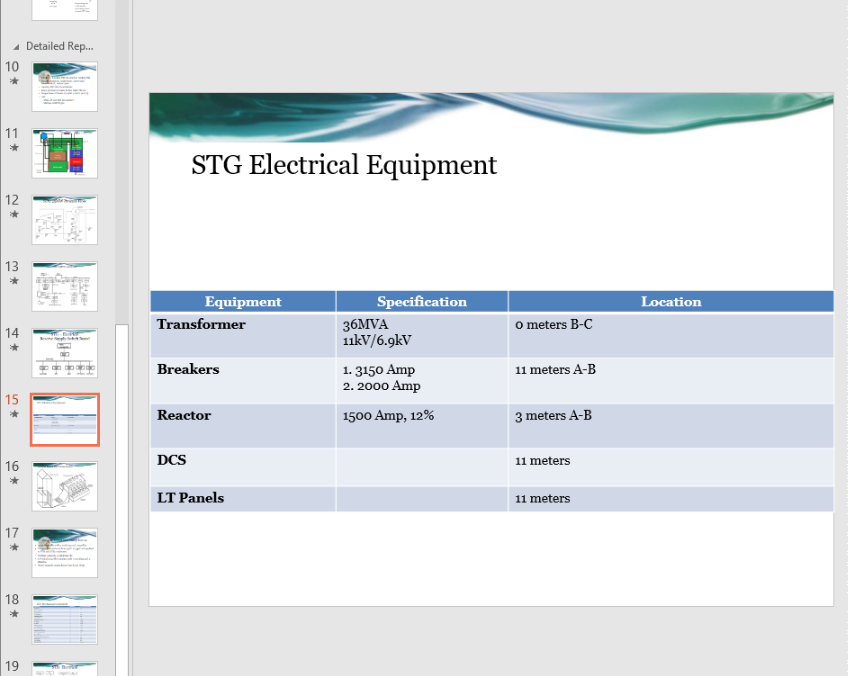 Detailed Rep...
10
11
12
13
14
15
16
17
18
19
STG Electrical Equipment
Equipment Specification Location
Transformer 36MVA 0 meters B-C
11kV/6.9kV
Breakers 1. 3150 Amp 11 meters A-B
2. 2000 Amp
Reactor 1500 Amp, 12% 3 meters A-B
DCS 11 meters
LT Panels 11 meters